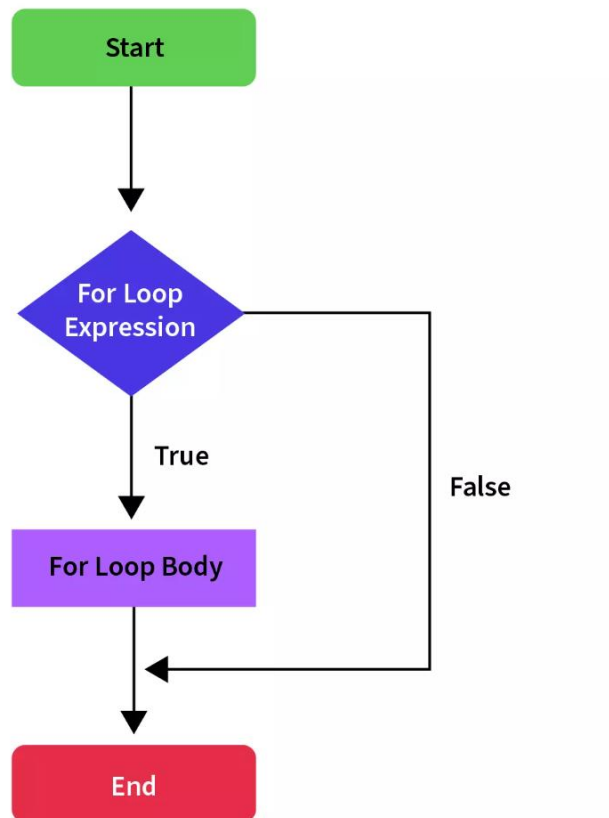 Start
For Loop
Expression
True
False
For Loop Body
End